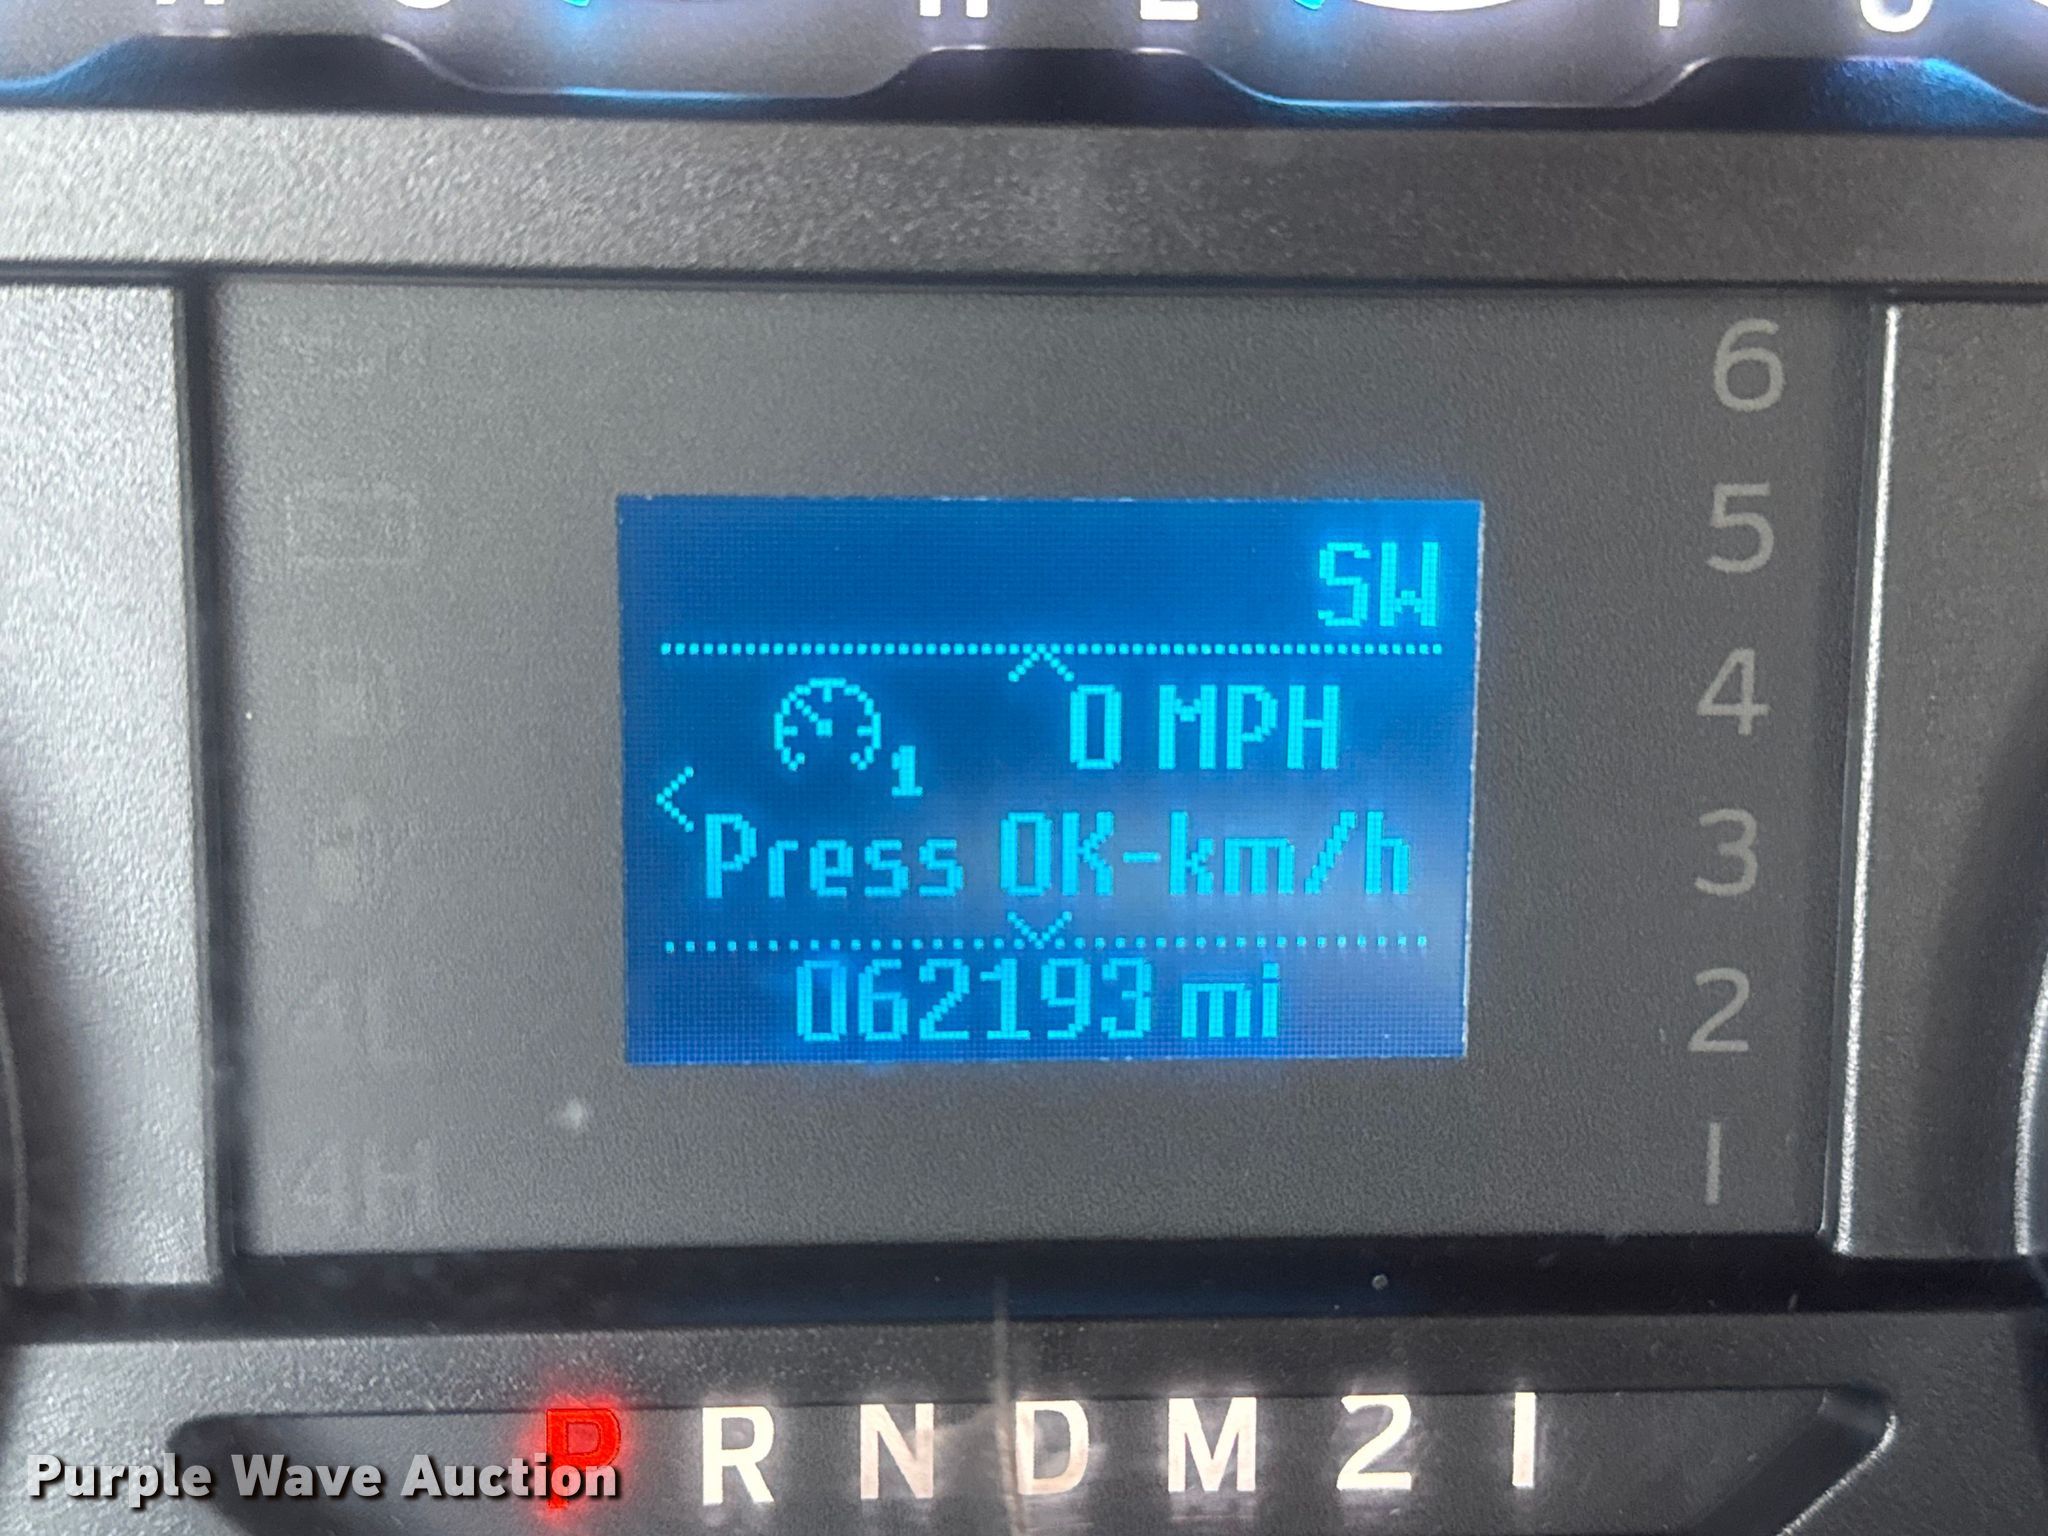 6
5
SW
4
0 MPH
1
Press OK-km/h
3
062193 mi
2
4H
1
P R N D M 2 1
Purple Wave Auction